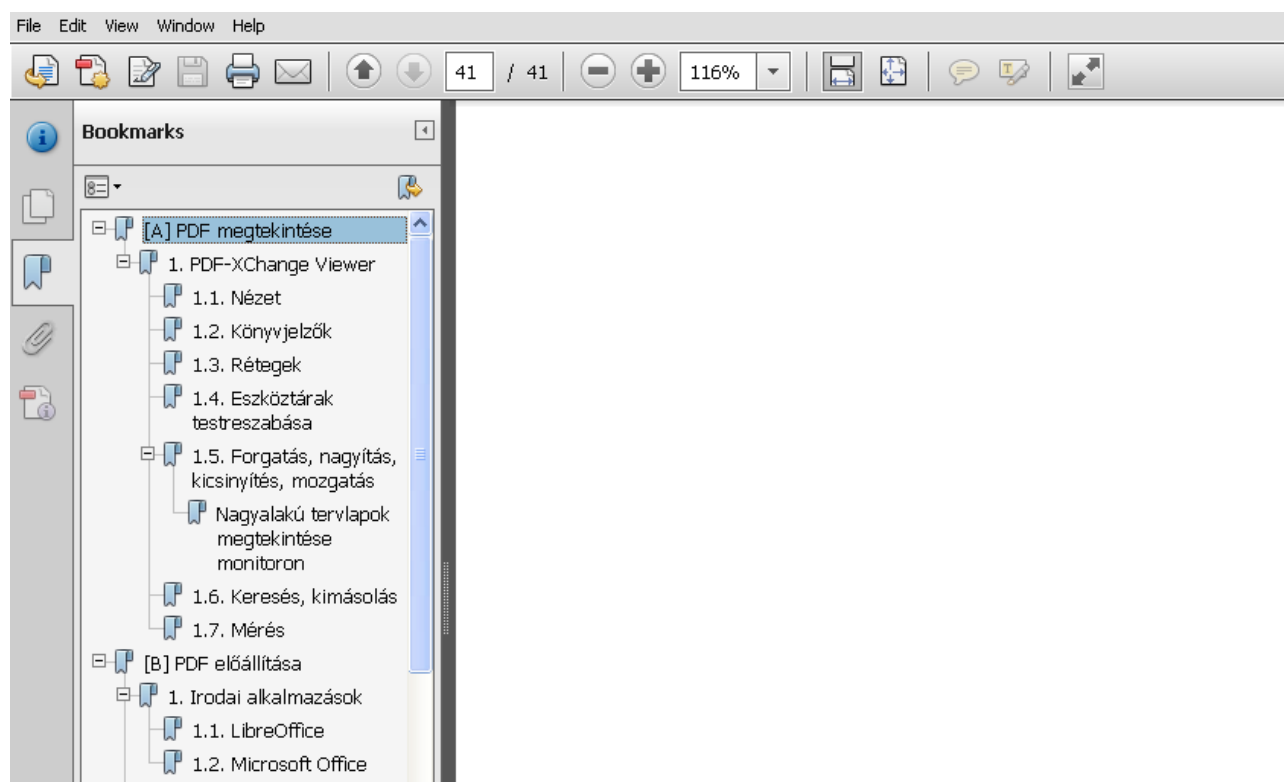 File Edit View Window Help
41 / 41 116%
Bookmarks
[A] PDF megtekintése
1. PDF-XChange Viewer
1.1. Nézet
1.2. Könyvjelzők
1.3. Rétegek
1.4. Eszköztárak
testreszabása
1.5. Forgatás, nagyítás,
kicsinyítés, mozgatás
Nagyalakú tervlapok
megtekintése
monitoron
1.6. Keresés, kimásolás
1.7. Mérés
[B] PDF előállítása
1. Irodai alkalmazások
1.1. LibreOffice
1.2. Microsoft Office